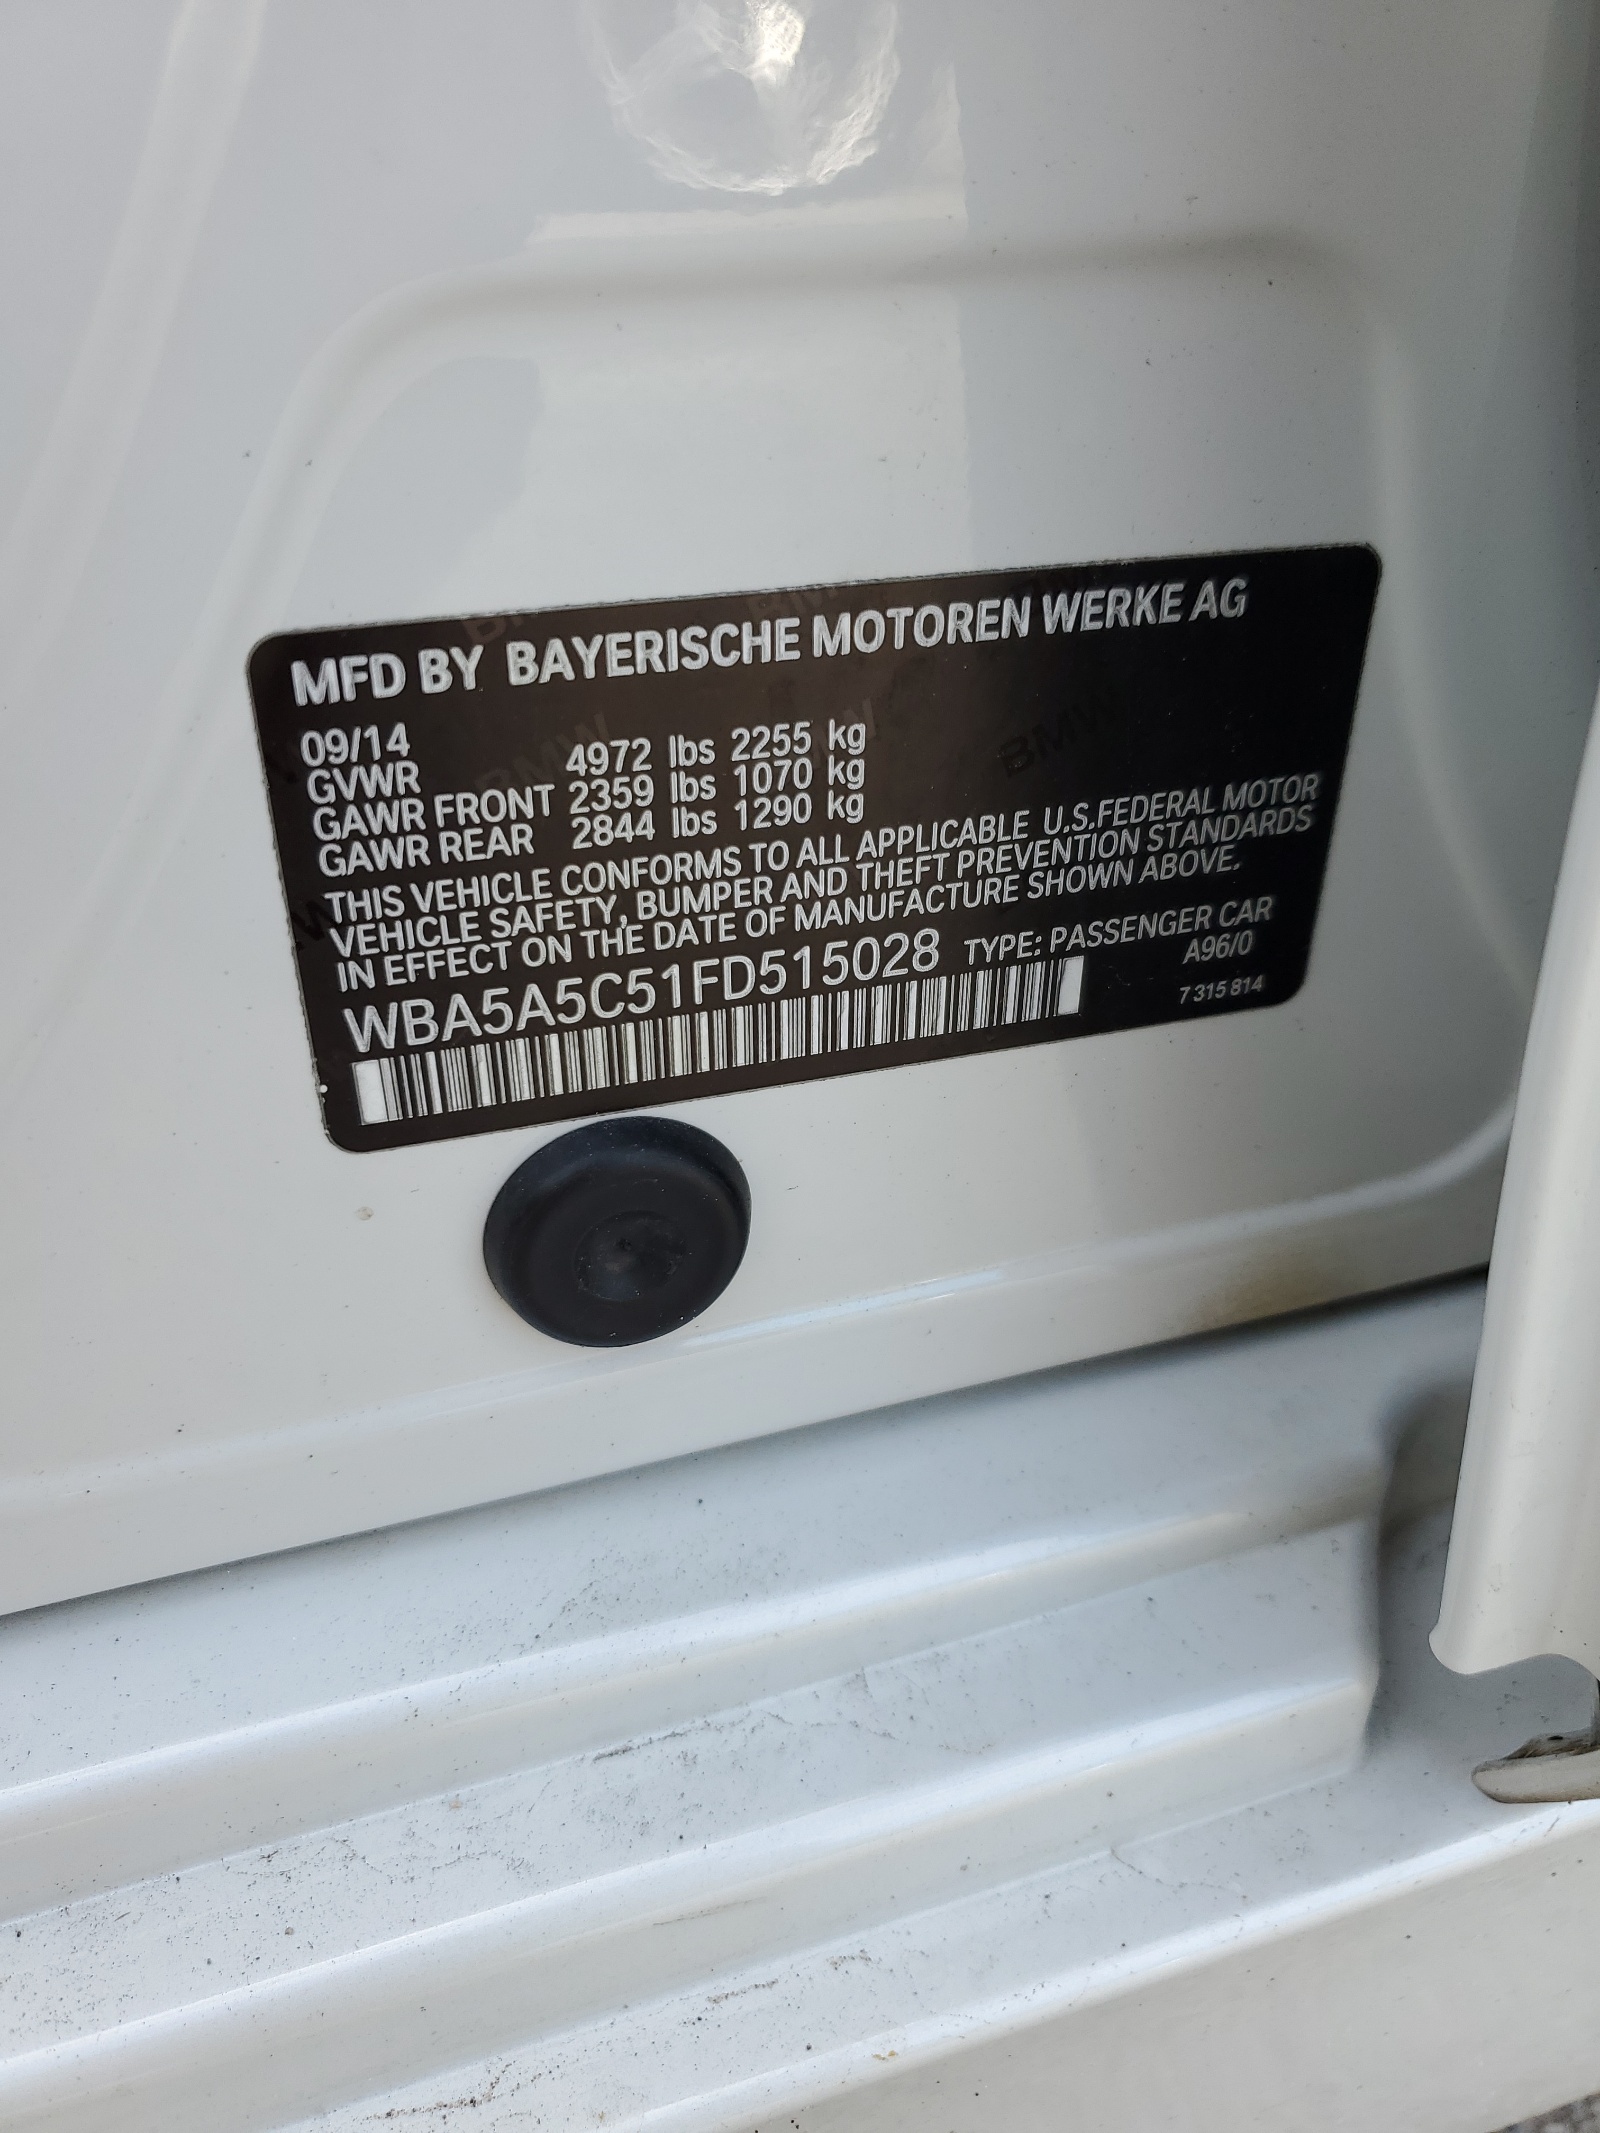 MFD BY BAYERISCHE MOTOREN WERKE AG
09/14
GVWR 4972 lbs 2255 kg
GAWR FRONT 2359 lbs 1070 kg
GAWR REAR 2844 lbs 1290 kg
THIS VEHICLE CONFORMS TO ALL APPLICABLE U.S.FEDERAL MOTOR
VEHICLE SAFETY, BUMPER AND THEFT PREVENTION STANDARDS
IN EFFECT ON THE DATE OF MANUFACTURE SHOWN ABOVE.
WBA5A5C51FD515028 TYPE: PASSENGER CAR
A96/0
7 315 814